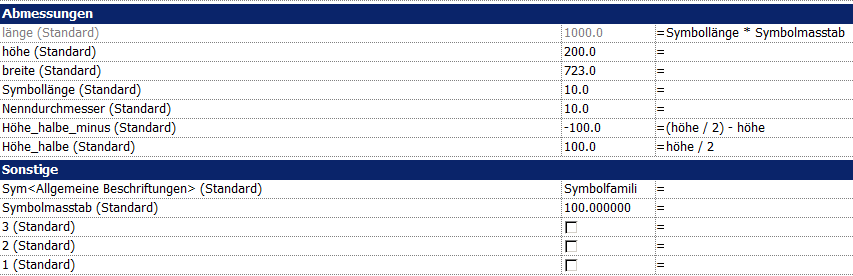 Abmessungen
länge (Standard) 1000.0 =Symbollänge * Symbolmasstab
höhe (Standard) 200.0 =
breite (Standard) 723.0 =
Symbollänge (Standard) 10.0 =
Nenndurchmesser (Standard) 10.0 =
Höhe_halbe_minus (Standard) -100.0 =(höhe / 2) - höhe
Höhe_halbe (Standard) 100.0 =höhe / 2
Sonstige
Sym<Allgemeine Beschriftungen> (Standard) Symbolfamili =
Symbolmasstab (Standard) 100.000000 =
3 (Standard) =
2 (Standard) =
1 (Standard) =